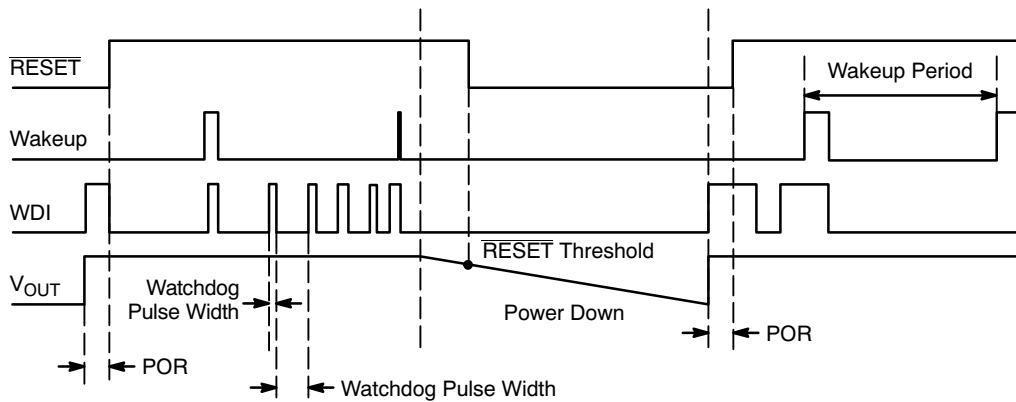 RESET
Wakeup Period
Wakeup
WDI
RESET Threshold
VOUT
Watchdog
Pulse Width
Power Down
POR
POR
Watchdog Pulse Width